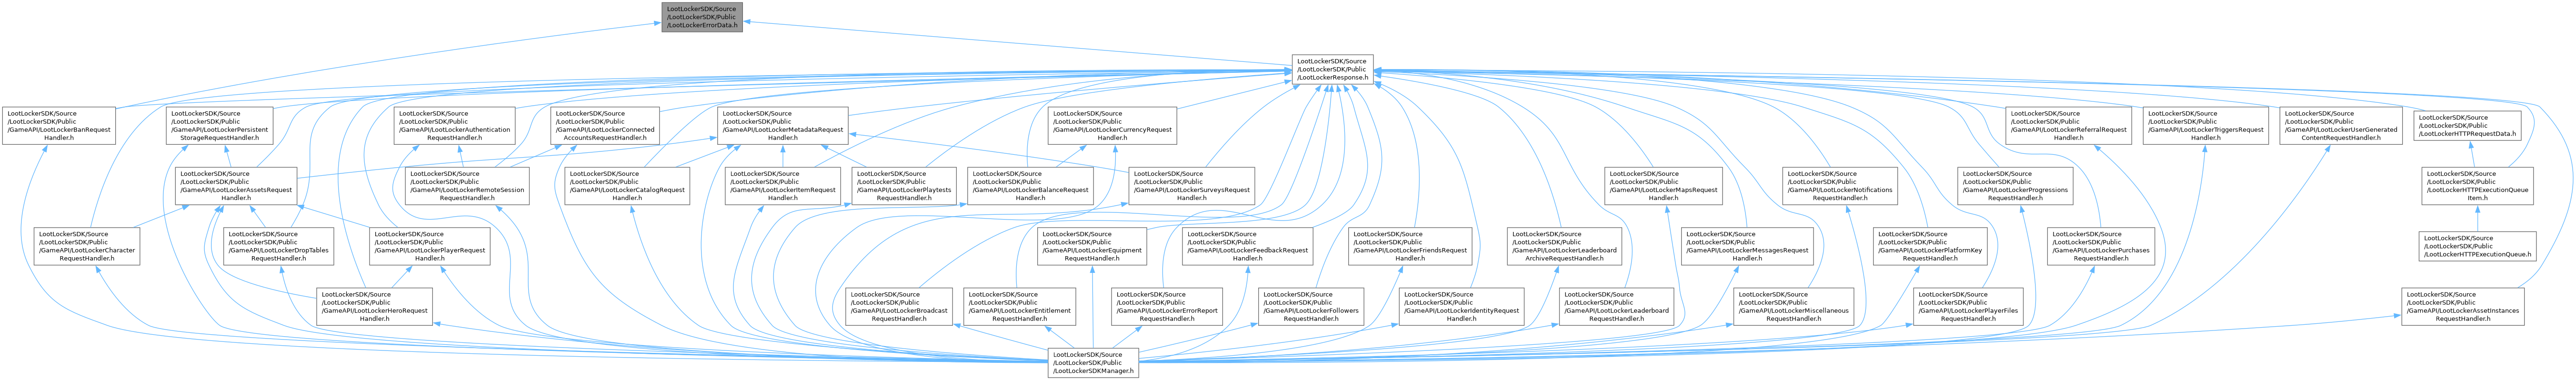 LootLockerSDK/Source
/LootLockerSDK/Public
/LootLockerErrorData.h
LootLockerSDK/Source
/LootLockerSDK/Public
/LootLockerResponse.h
LootLockerSDK/Source
/LootLockerSDK/Public
/GameAPI/LootLockerBanRequest
Handler.h
LootLockerSDK/Source
/LootLockerSDK/Public
/GameAPI/LootLockerPersistent
StorageRequestHandler.h
LootLockerSDK/Source
/LootLockerSDK/Public
/GameAPI/LootLockerAuthentication
RequestHandler.h
LootLockerSDK/Source
/LootLockerSDK/Public
/GameAPI/LootLockerConnected
AccountsRequestHandler.h
LootLockerSDK/Source
/LootLockerSDK/Public
/GameAPI/LootLockerMetadataRequest
Handler.h
LootLockerSDK/Source
/LootLockerSDK/Public
/GameAPI/LootLockerCurrencyRequest
Handler.h
LootLockerSDK/Source
/LootLockerSDK/Public
/GameAPI/LootLockerReferralRequest
Handler.h
LootLockerSDK/Source
/LootLockerSDK/Public
/GameAPI/LootLockerTriggersRequest
Handler.h
LootLockerSDK/Source
/LootLockerSDK/Public
/GameAPI/LootLockerUserGenerated
ContentRequestHandler.h
LootLockerSDK/Source
/LootLockerSDK/Public
/LootLockerHTTPRequestData.h
LootLockerSDK/Source
/LootLockerSDK/Public
/GameAPI/LootLockerAssetsRequest
Handler.h
LootLockerSDK/Source
/LootLockerSDK/Public
/GameAPI/LootLockerRemoteSession
RequestHandler.h
LootLockerSDK/Source
/LootLockerSDK/Public
/GameAPI/LootLockerCatalogRequest
Handler.h
LootLockerSDK/Source
/LootLockerSDK/Public
/GameAPI/LootLockerItemRequest
Handler.h
LootLockerSDK/Source
/LootLockerSDK/Public
/GameAPI/LootLockerPlaytests
RequestHandler.h
LootLockerSDK/Source
/LootLockerSDK/Public
/GameAPI/LootLockerBalanceRequest
Handler.h
LootLockerSDK/Source
/LootLockerSDK/Public
/GameAPI/LootLockerSurveysRequest
Handler.h
LootLockerSDK/Source
/LootLockerSDK/Public
/GameAPI/LootLockerMapsRequest
Handler.h
LootLockerSDK/Source
/LootLockerSDK/Public
/GameAPI/LootLockerNotifications
RequestHandler.h
LootLockerSDK/Source
/LootLockerSDK/Public
/GameAPI/LootLockerProgressions
RequestHandler.h
LootLockerSDK/Source
/LootLockerSDK/Public
/LootLockerHTTPExecutionQueue
Item.h
LootLockerSDK/Source
/LootLockerSDK/Public
/GameAPI/LootLockerCharacter
RequestHandler.h
LootLockerSDK/Source
/LootLockerSDK/Public
/GameAPI/LootLockerDropTables
RequestHandler.h
LootLockerSDK/Source
/LootLockerSDK/Public
/GameAPI/LootLockerPlayerRequest
Handler.h
LootLockerSDK/Source
/LootLockerSDK/Public
/GameAPI/LootLockerEquipment
RequestHandler.h
LootLockerSDK/Source
/LootLockerSDK/Public
/GameAPI/LootLockerFeedbackRequest
Handler.h
LootLockerSDK/Source
/LootLockerSDK/Public
/GameAPI/LootLockerFriendsRequest
Handler.h
LootLockerSDK/Source
/LootLockerSDK/Public
/GameAPI/LootLockerLeaderboard
ArchiveRequestHandler.h
LootLockerSDK/Source
/LootLockerSDK/Public
/GameAPI/LootLockerMessagesRequest
Handler.h
LootLockerSDK/Source
/LootLockerSDK/Public
/GameAPI/LootLockerPlatformKey
RequestHandler.h
LootLockerSDK/Source
/LootLockerSDK/Public
/GameAPI/LootLockerPurchases
RequestHandler.h
LootLockerSDK/Source
/LootLockerSDK/Public
/LootLockerHTTPExecutionQueue.h
LootLockerSDK/Source
/LootLockerSDK/Public
/GameAPI/LootLockerHeroRequest
Handler.h
LootLockerSDK/Source
/LootLockerSDK/Public
/GameAPI/LootLockerBroadcast
RequestHandler.h
LootLockerSDK/Source
/LootLockerSDK/Public
/GameAPI/LootLockerEntitlement
RequestHandler.h
LootLockerSDK/Source
/LootLockerSDK/Public
/GameAPI/LootLockerErrorReport
RequestHandler.h
LootLockerSDK/Source
/LootLockerSDK/Public
/GameAPI/LootLockerFollowers
RequestHandler.h
LootLockerSDK/Source
/LootLockerSDK/Public
/GameAPI/LootLockerIdentityRequest
Handler.h
LootLockerSDK/Source
/LootLockerSDK/Public
/GameAPI/LootLockerLeaderboard
RequestHandler.h
LootLockerSDK/Source
/LootLockerSDK/Public
/GameAPI/LootLockerMiscellaneous
RequestHandler.h
LootLockerSDK/Source
/LootLockerSDK/Public
/GameAPI/LootLockerPlayerFiles
RequestHandler.h
LootLockerSDK/Source
/LootLockerSDK/Public
/GameAPI/LootLockerAssetInstances
RequestHandler.h
LootLockerSDK/Source
/LootLockerSDK/Public
/LootLockerSDKManager.h